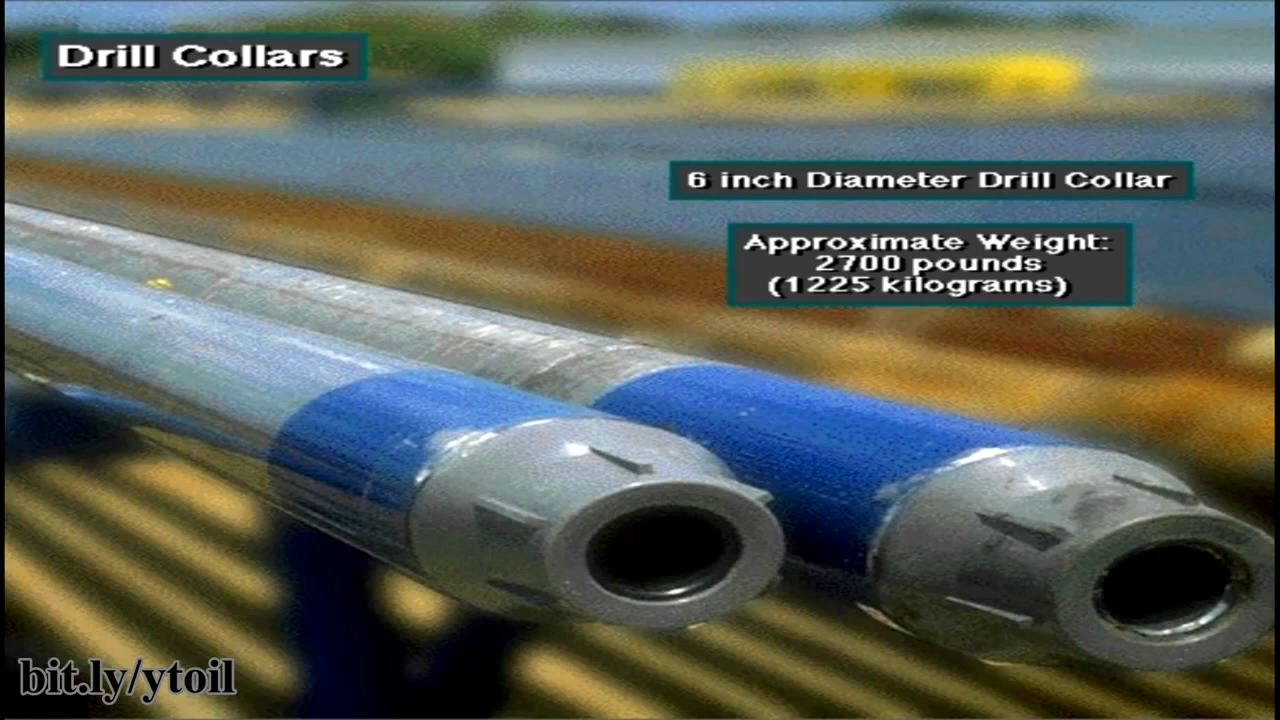 Drill Collars
6 inch Diameter Drill Collar
Approximate Weight:
2700 pounds
(1225 kilograms)
bit.ly/ytoil